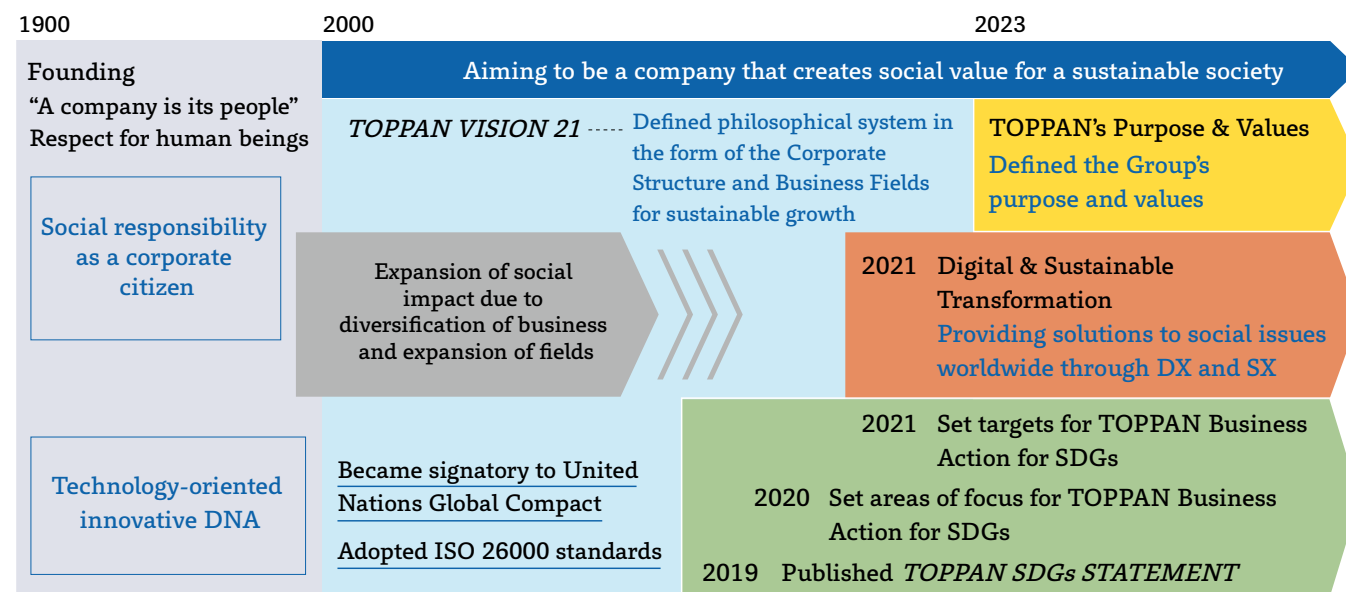 1900
2000
2023
Aiming to be a company that creates social value for a sustainable society
Founding
“A company is its people”
Respect for human beings
Social responsibility
as a corporate
citizen
Technology-oriented
innovative DNA
TOPPAN VISION 21
Defined philosophical system in
the form of the Corporate
Structure and Business Fields
for sustainable growth
TOPPAN’s Purpose & Values
Defined the Group’s
purpose and values
Expansion of social
impact due to
diversification of business
and expansion of fields
2021 Digital & Sustainable
Transformation
Providing solutions to social issues
worldwide through DX and SX
Became signatory to United
Nations Global Compact
Adopted ISO 26000 standards
2021 Set targets for TOPPAN Business
Action for SDGs
2020 Set areas of focus for TOPPAN Business
Action for SDGs
2019 Published TOPPAN SDGs STATEMENT